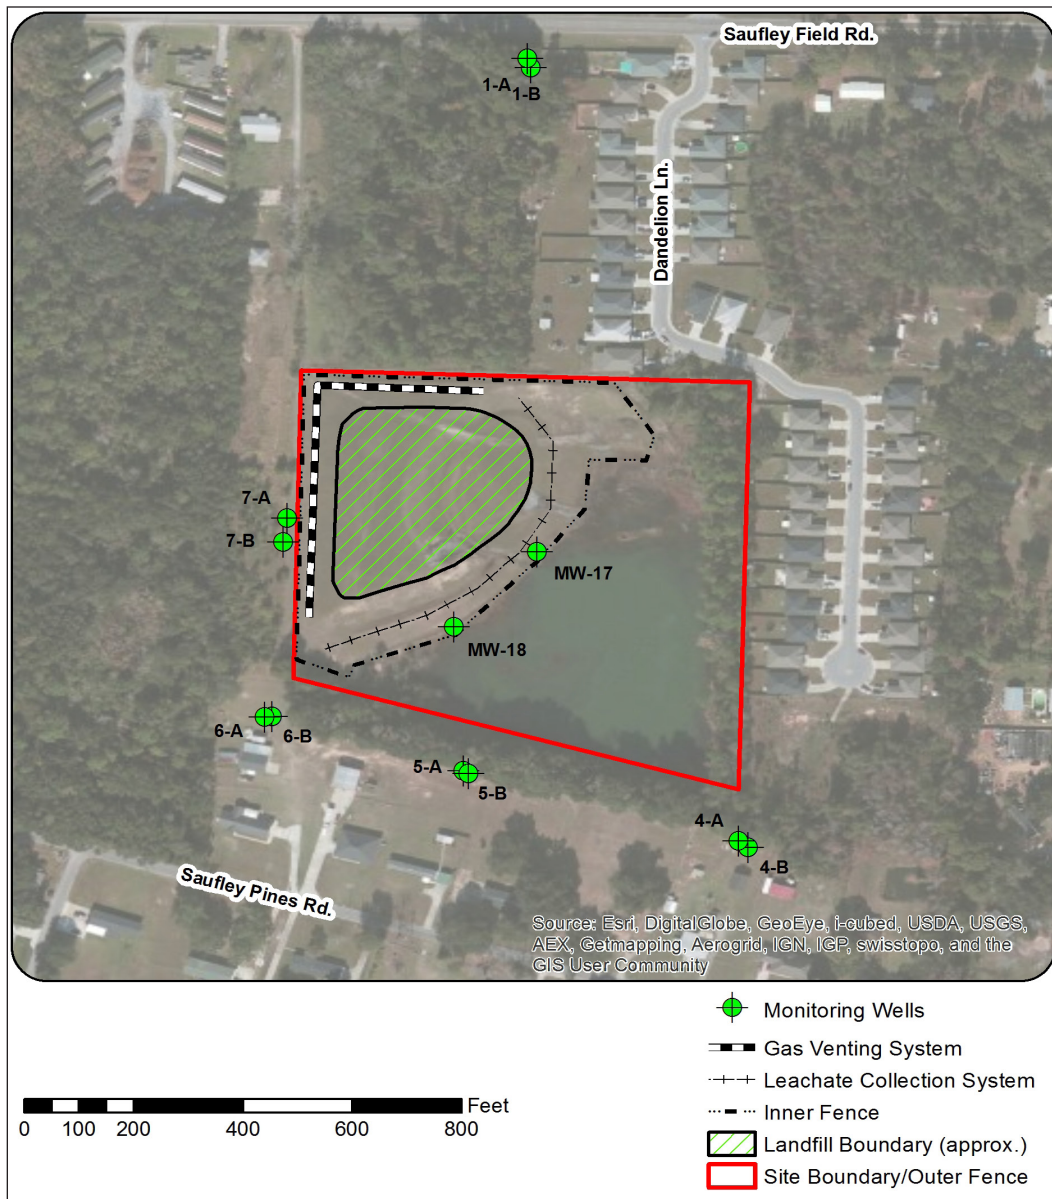 Saufley Field Rd.
1-A
1-B
Dandelion Ln.
7-A
7-B
MW-17
MW-18
6-A
6-B
5-A
5-B
4-A
4-B
Saufley Pines Rd.
Source: Esri, DigitalGlobe, GeoEye, i-cubed, USDA, USGS,
AEX, Getmapping, Aerogrid, IGN, IGP, swisstopo, and the
GIS User Community
Monitoring Wells
Gas Venting System
Leachate Collection System
Inner Fence
Landfill Boundary (approx.)
Site Boundary/Outer Fence
Feet
0 100 200 400 600 800